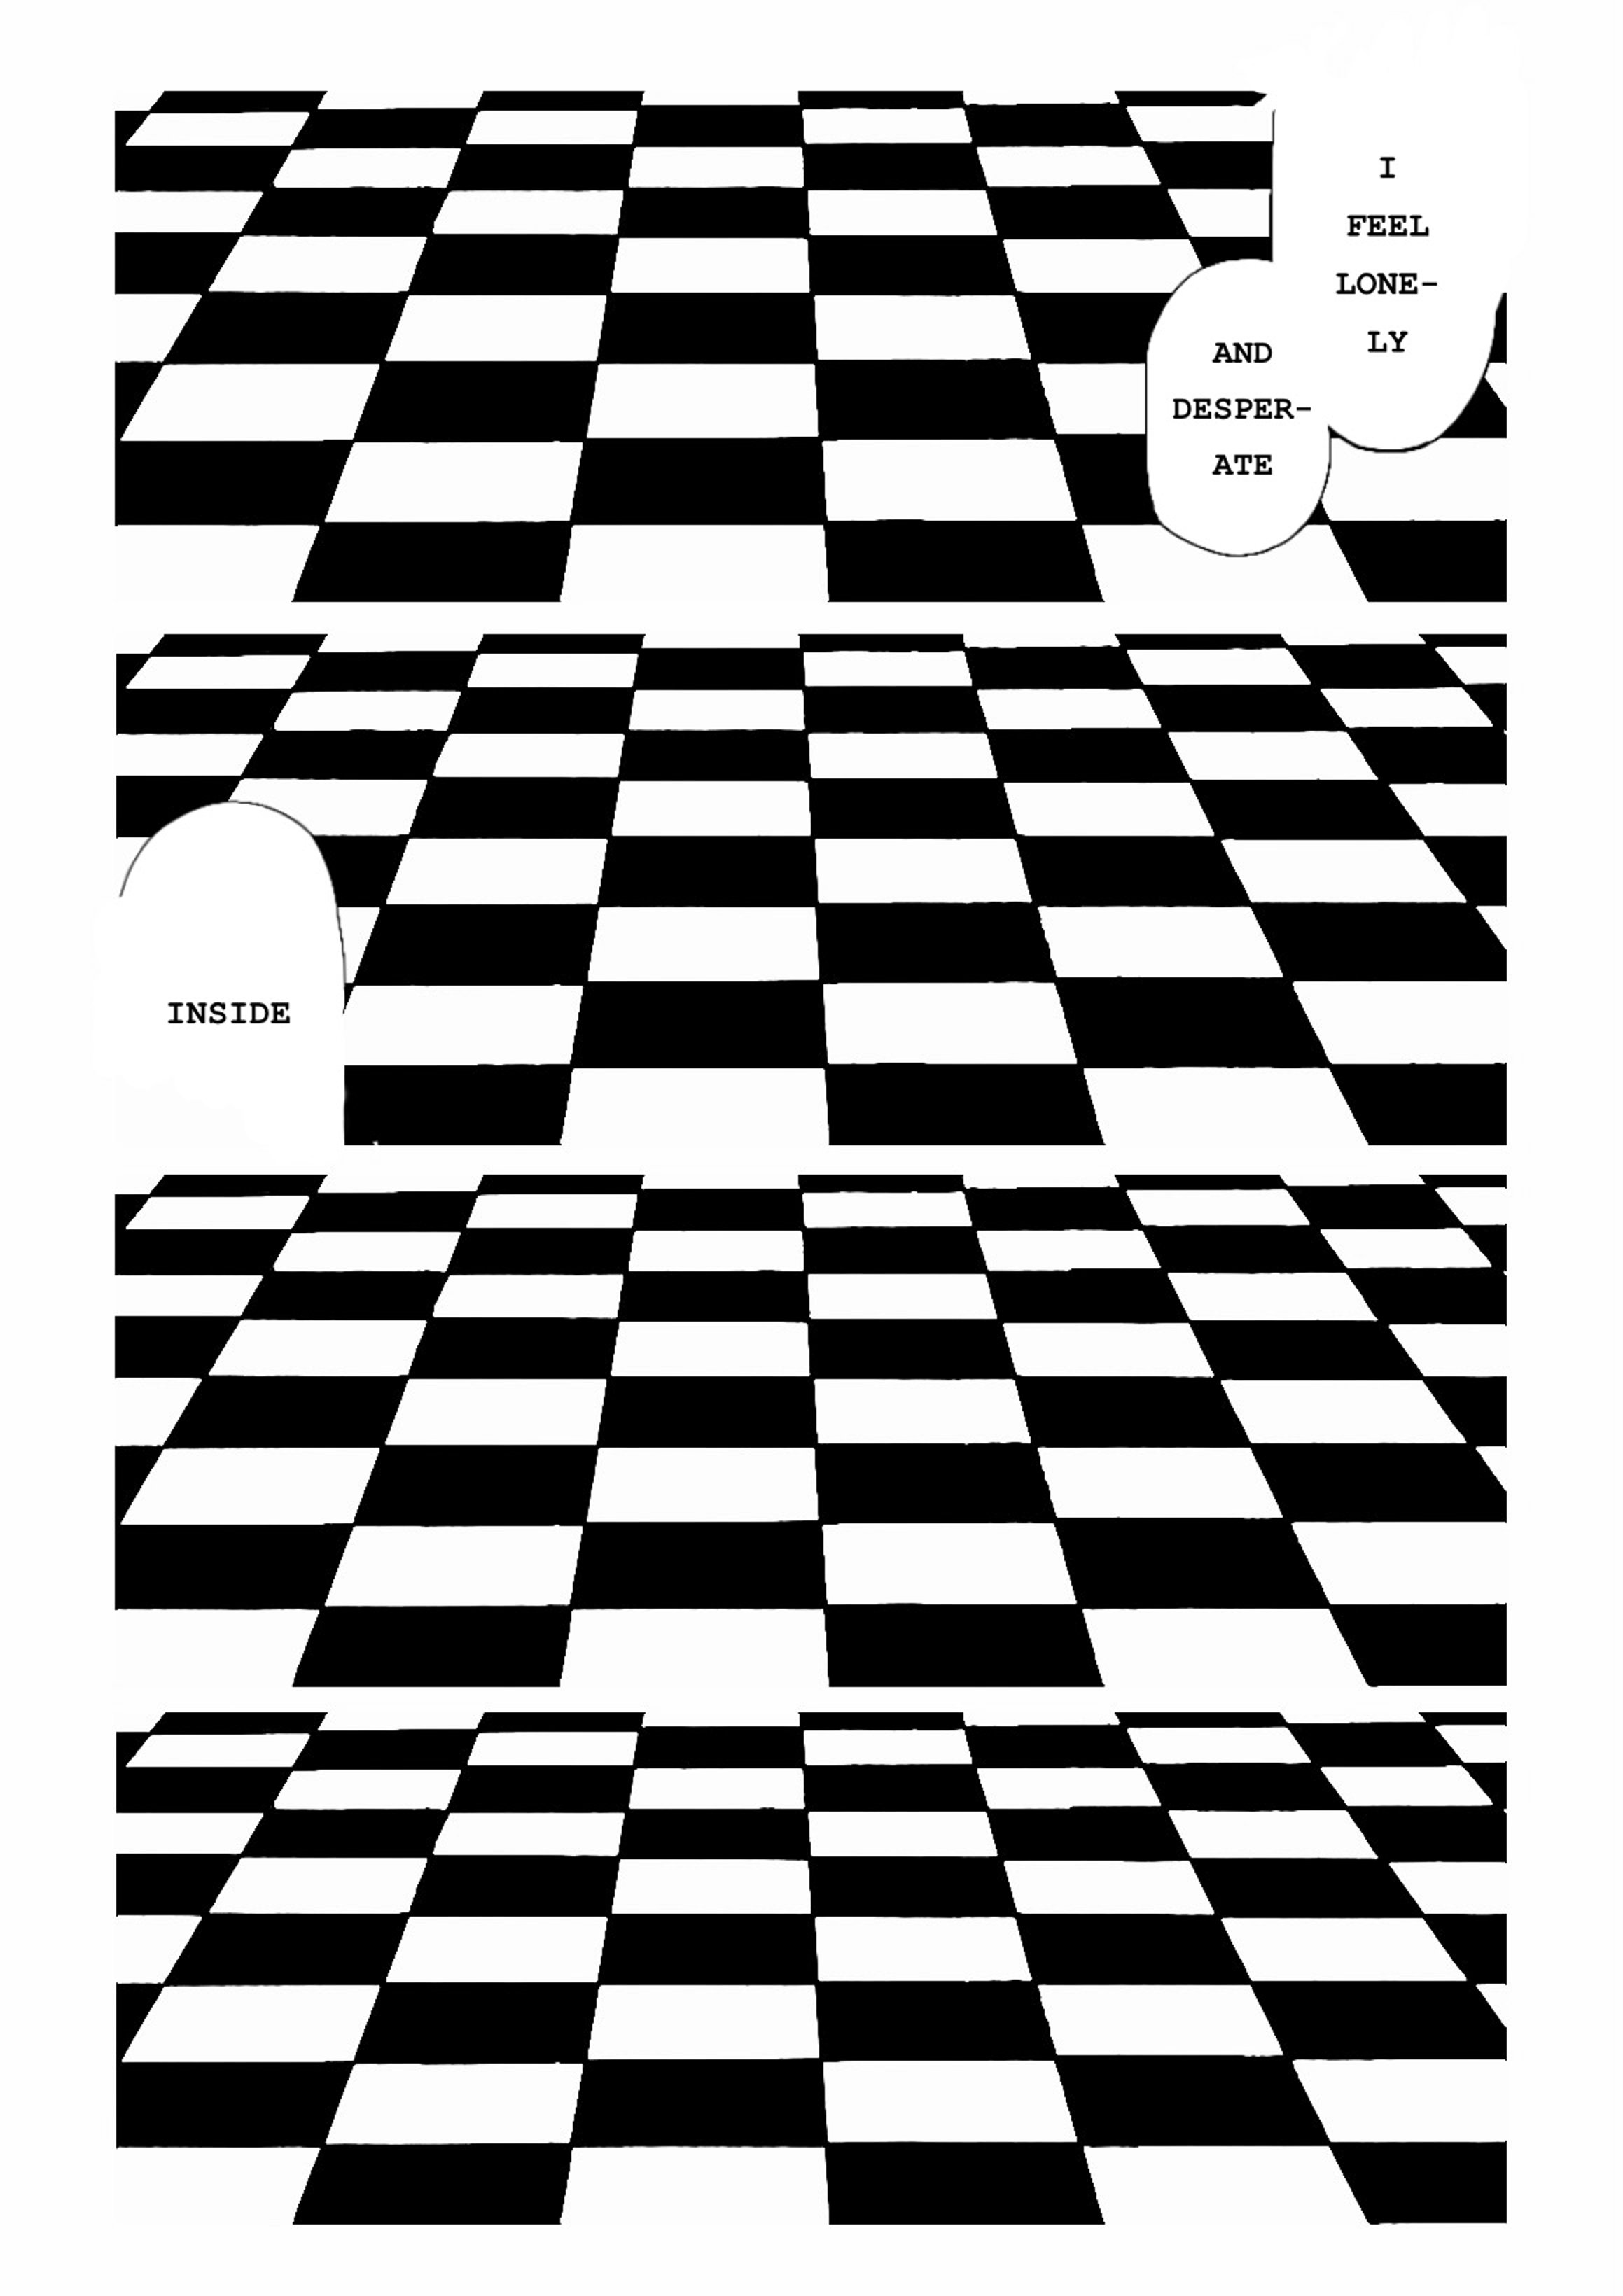 I
FEEL
LONE-
LY
AND
DESPER-
ATE
INSIDE